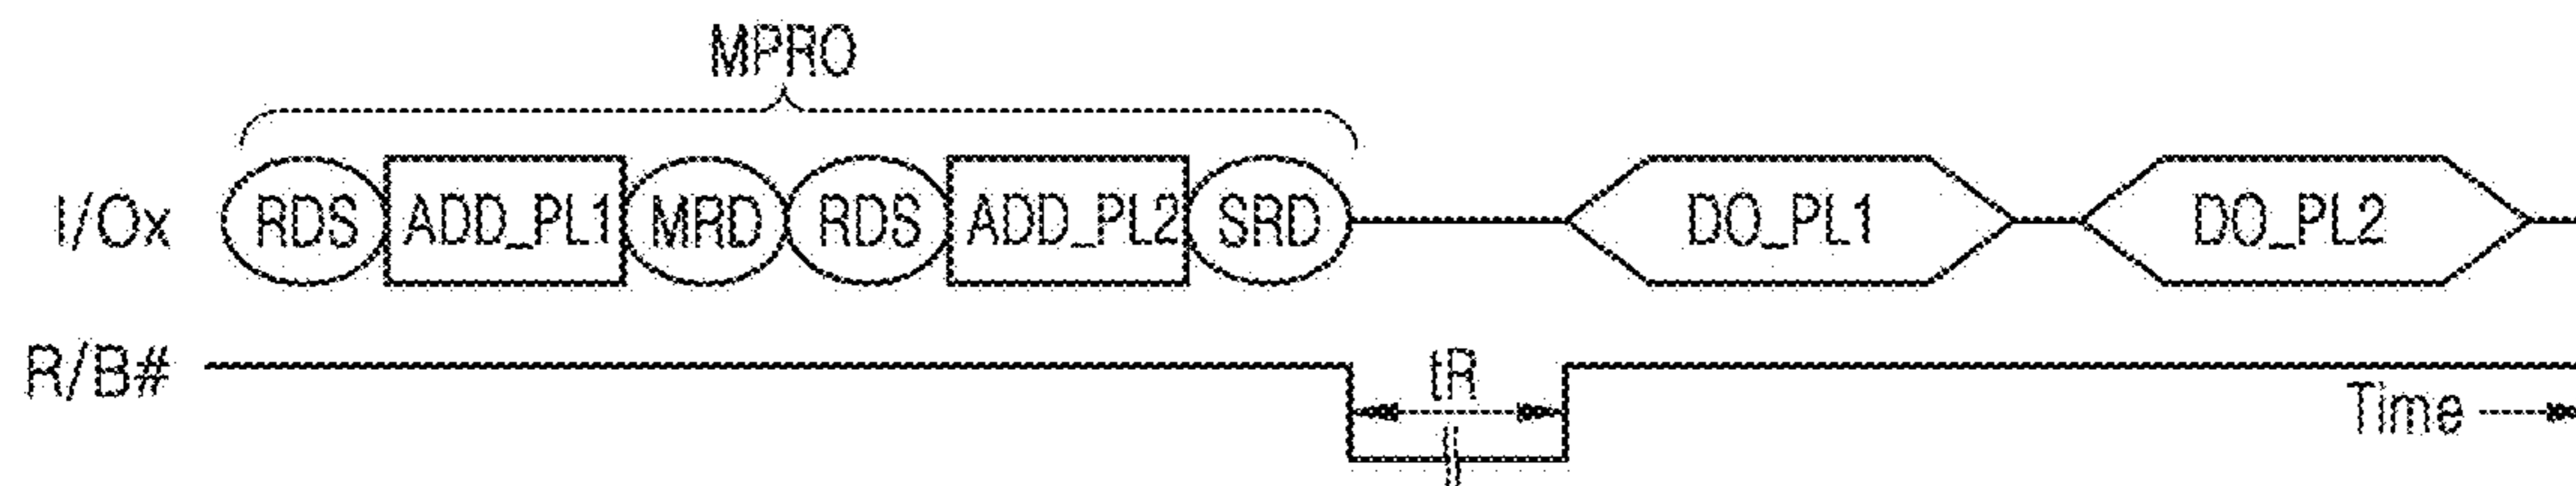 MPRO
I/Ox RDS ADD_PL1 MRD RDS ADD_PL2 SRD DO_PL1 DO_PL2
R/B# tR
Time